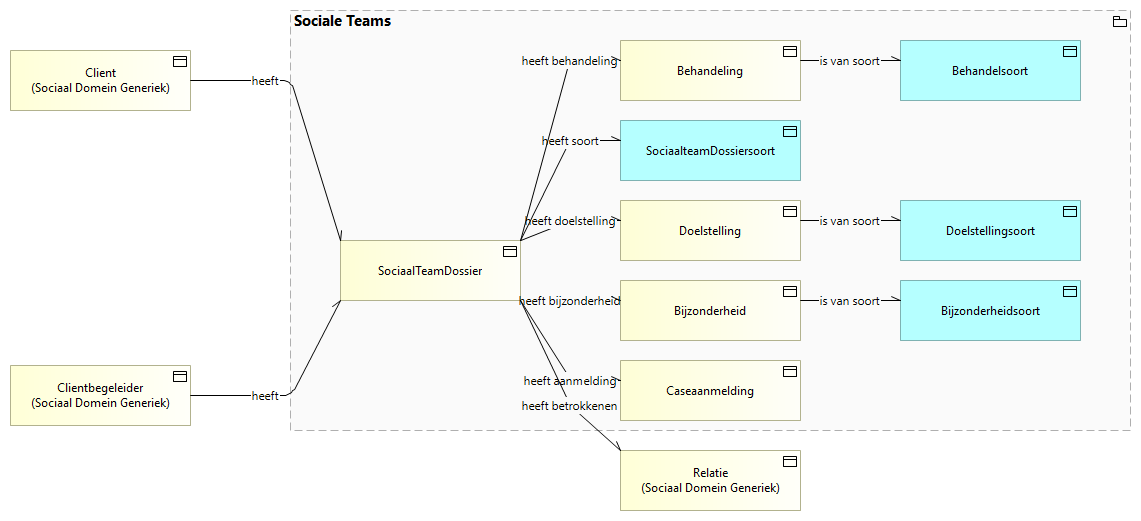 Sociale Teams
Client
(Sociaal Domein Generiek)
heeft
heeft behandeling
Behandeling
is van soort
Behandelsoort
heeft soort
SociaalteamDossiersoort
heeft doelstelling
Doelstelling
is van soort
Doelstellingsoort
SociaalTeamDossier
heeft bijzonderheid
Bijzonderheid
is van soort
Bijzonderheidsoort
Clientbegeleider
(Sociaal Domein Generiek)
heeft
heeft aanmelding
Caseaanmelding
heeft betrokkenen
Relatie
(Sociaal Domein Generiek)